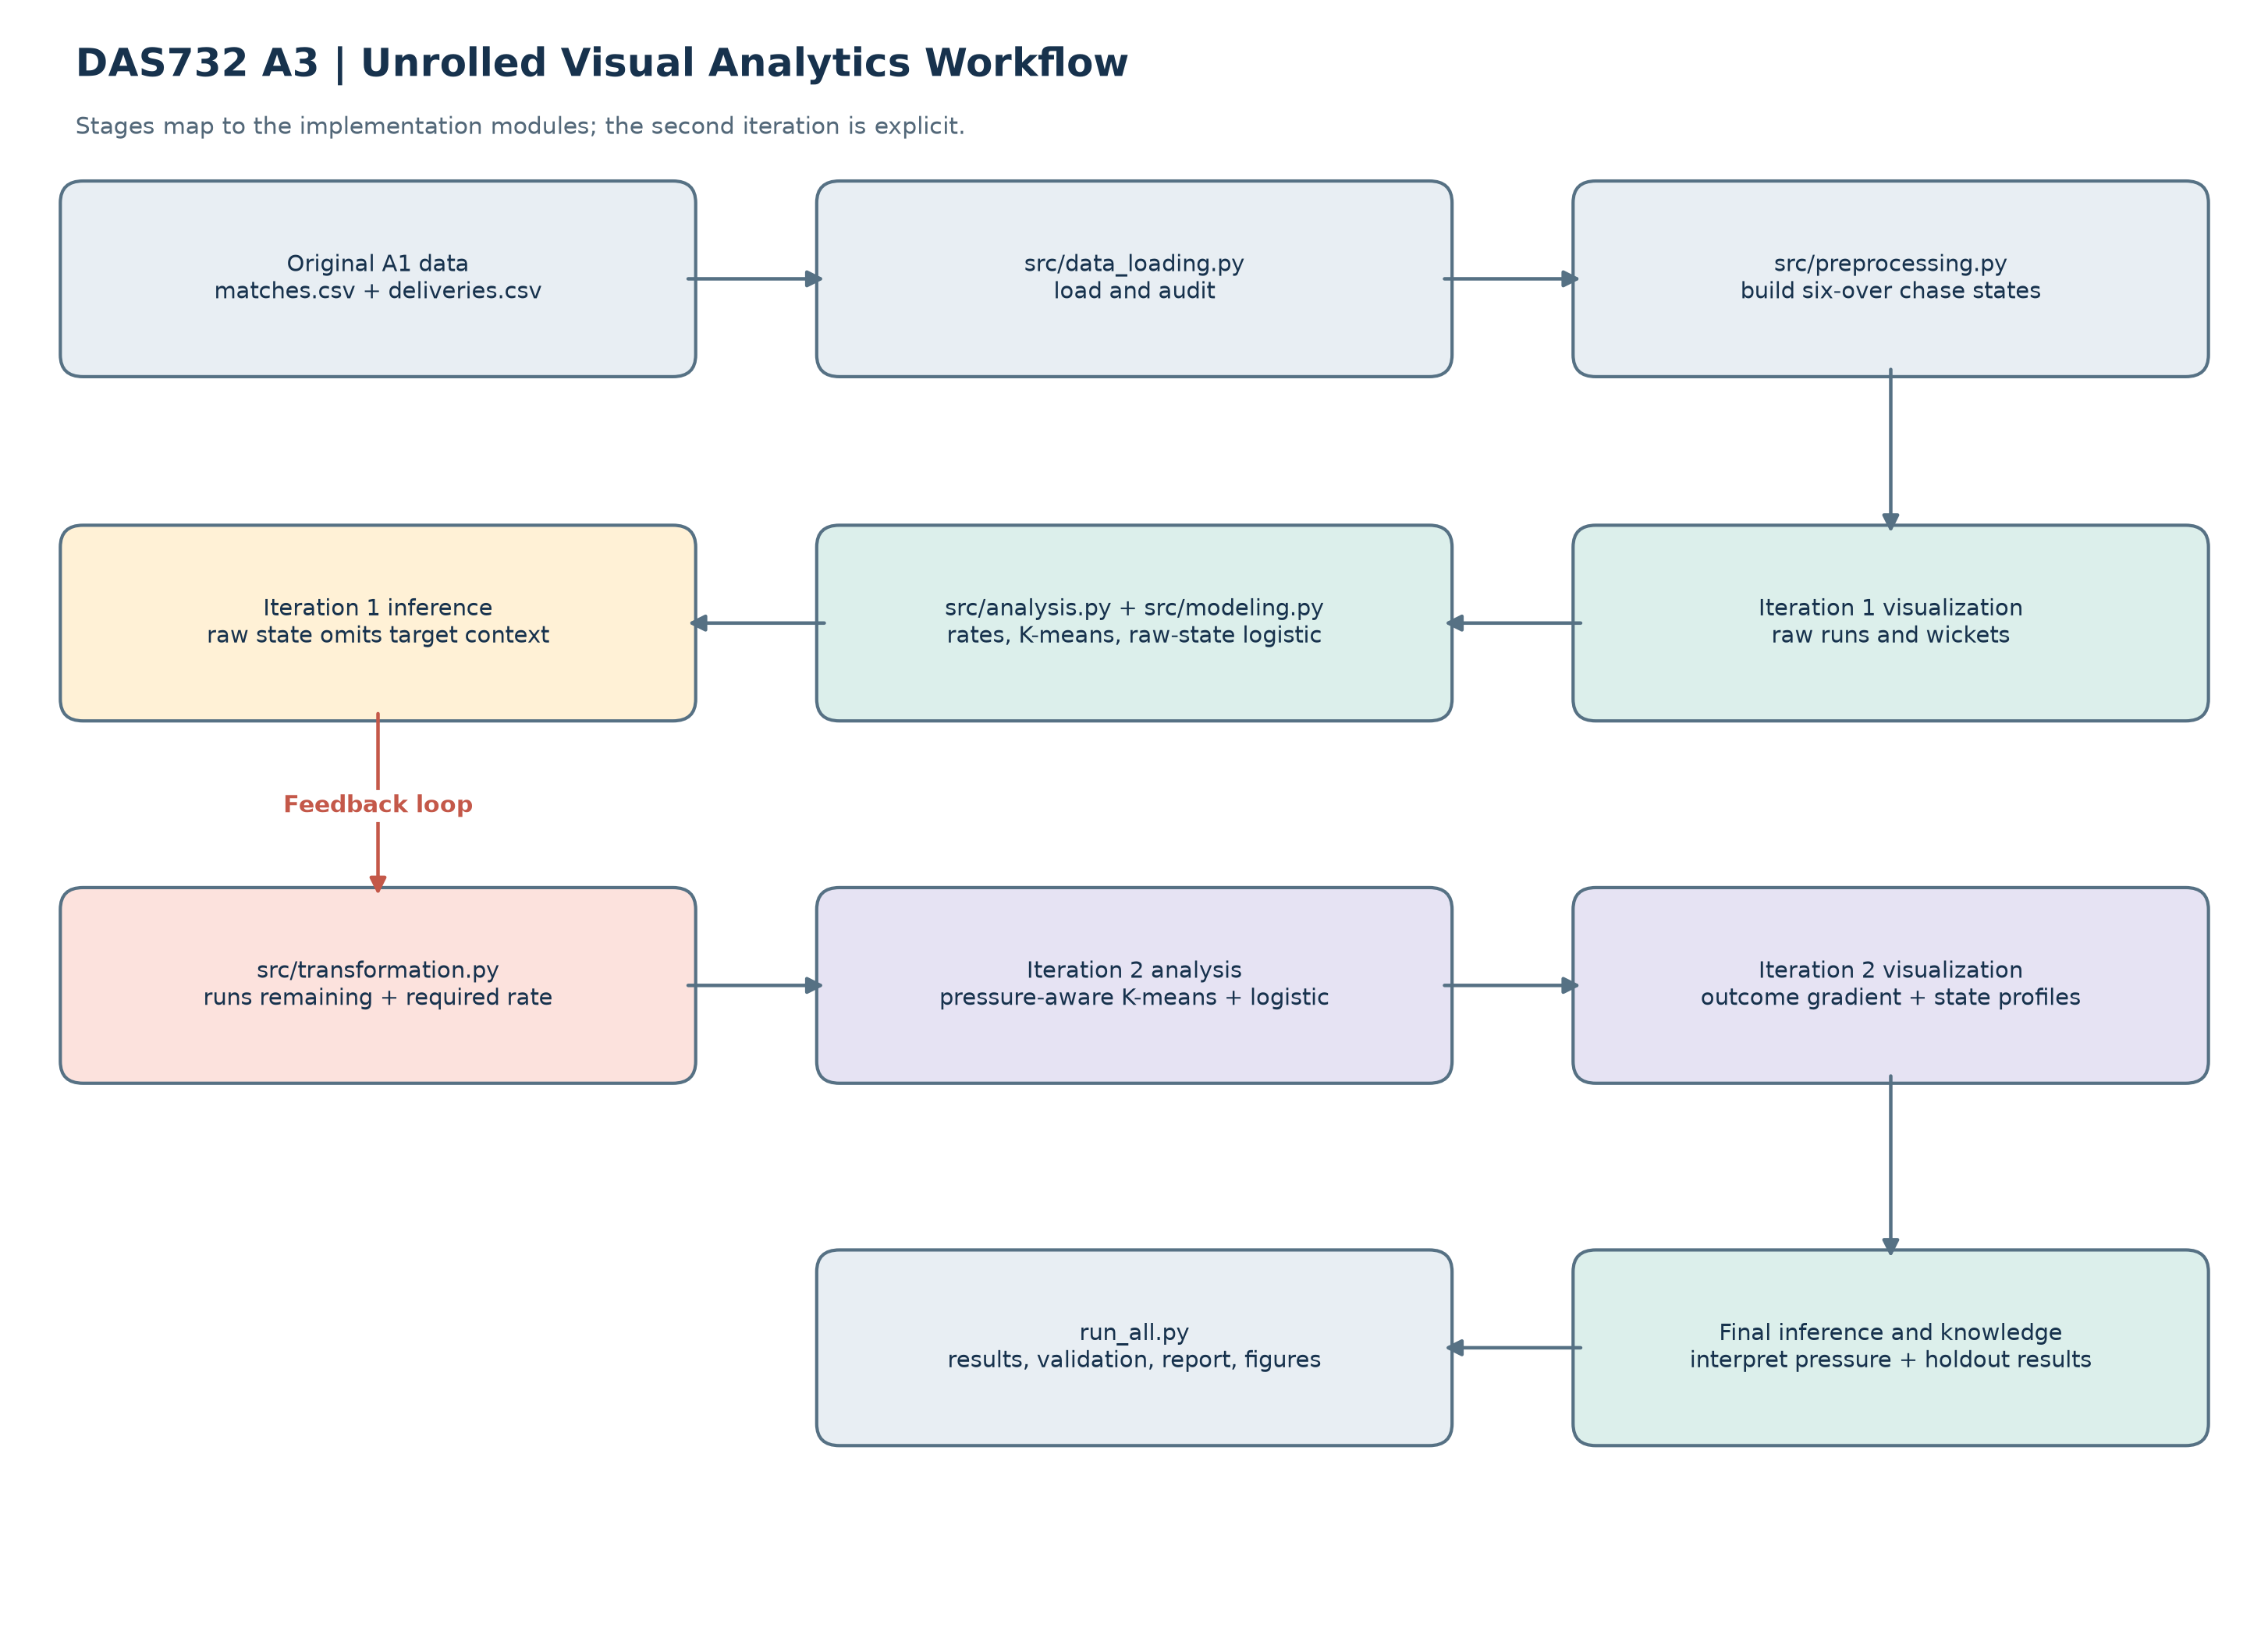 DAS732 A3 | Unrolled Visual Analytics Workflow
Stages map to the implementation modules; the second iteration is explicit.
Original A1 data
matches.csv + deliveries.csv
src/data_loading.py
load and audit
src/preprocessing.py
build six-over chase states
Iteration 1 inference
raw state omits target context
src/analysis.py + src/modeling.py
rates, K-means, raw-state logistic
Iteration 1 visualization
raw runs and wickets
Feedback loop
src/transformation.py
runs remaining + required rate
Iteration 2 analysis
pressure-aware K-means + logistic
Iteration 2 visualization
outcome gradient + state profiles
run_all.py
results, validation, report, figures
Final inference and knowledge
interpret pressure + holdout results